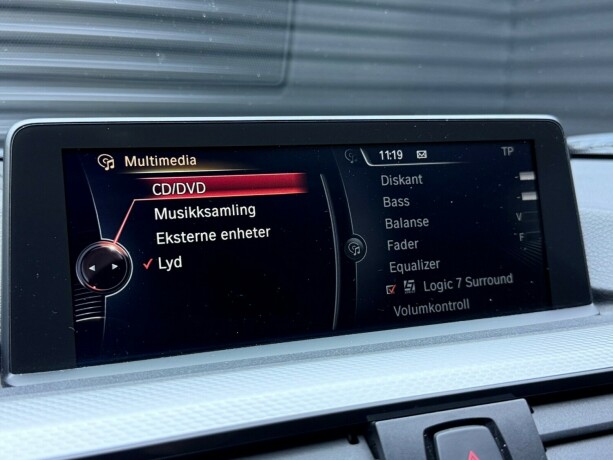 Multimedia
CD/DVD
Musikksamling
Eksterne enheter
Lyd
11:19
TP
Diskant
Bass
Balanse
V
Fader
F
Equalizer
Logic 7 Surround
Volumkontroll